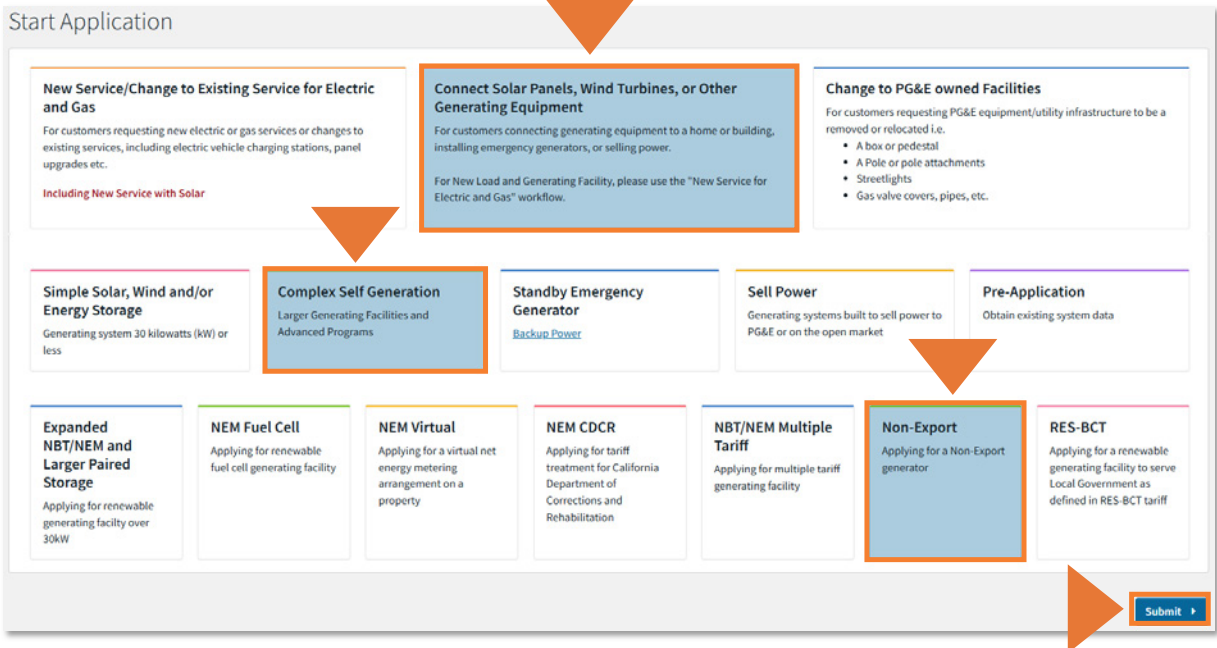 Start Application
New Service/Change to Existing Service for Electric
and Gas
For customers requesting new electric or gas services or changes to
existing services, including electric vehicle charging stations, panel
upgrades etc.
Including New Service with Solar
Connect Solar Panels, Wind Turbines, or Other
Generating Equipment
For customers connecting generating equipment to a home or building,
installing emergency generators, or selling power.
For New Load and Generating Facility, please use the "New Service for
Electric and Gas" workflow.
Change to PG&E owned Facilities
For customers requesting PG&E equipment/utility infrastructure to be a
removed or relocated i.e.
• A box or pedestal
• A Pole or pole attachments
• Streetlights
• Gas valve covers, pipes, etc.
Simple Solar, Wind and/or
Energy Storage
Generating system 30 kilowatts (kW) or
less
Complex Self Generation
Larger Generating Facilities and
Advanced Programs
Standby Emergency
Generator
Backup Power
Sell Power
Generating systems built to sell power to
PG&E or on the open market
Pre-Application
Obtain existing system data
Expanded
NBT/NEM and
Larger Paired
Storage
Applying for renewable
generating facilty over
30kW
NEM Fuel Cell
Applying for renewable
fuel cell generating facility
NEM Virtual
Applying for a virtual net
energy metering
arrangement on a
property
NEM CDCR
Applying for tariff
treatment for California
Department of
Corrections and
Rehabilitation
NBT/NEM Multiple
Tariff
Applying for multiple tariff
generating facility
Non-Export
Applying for a Non-Export
generator
RES-BCT
Applying for a renewable
generating facility to serve
Local Government as
defined in RES-BCT tariff
Submit